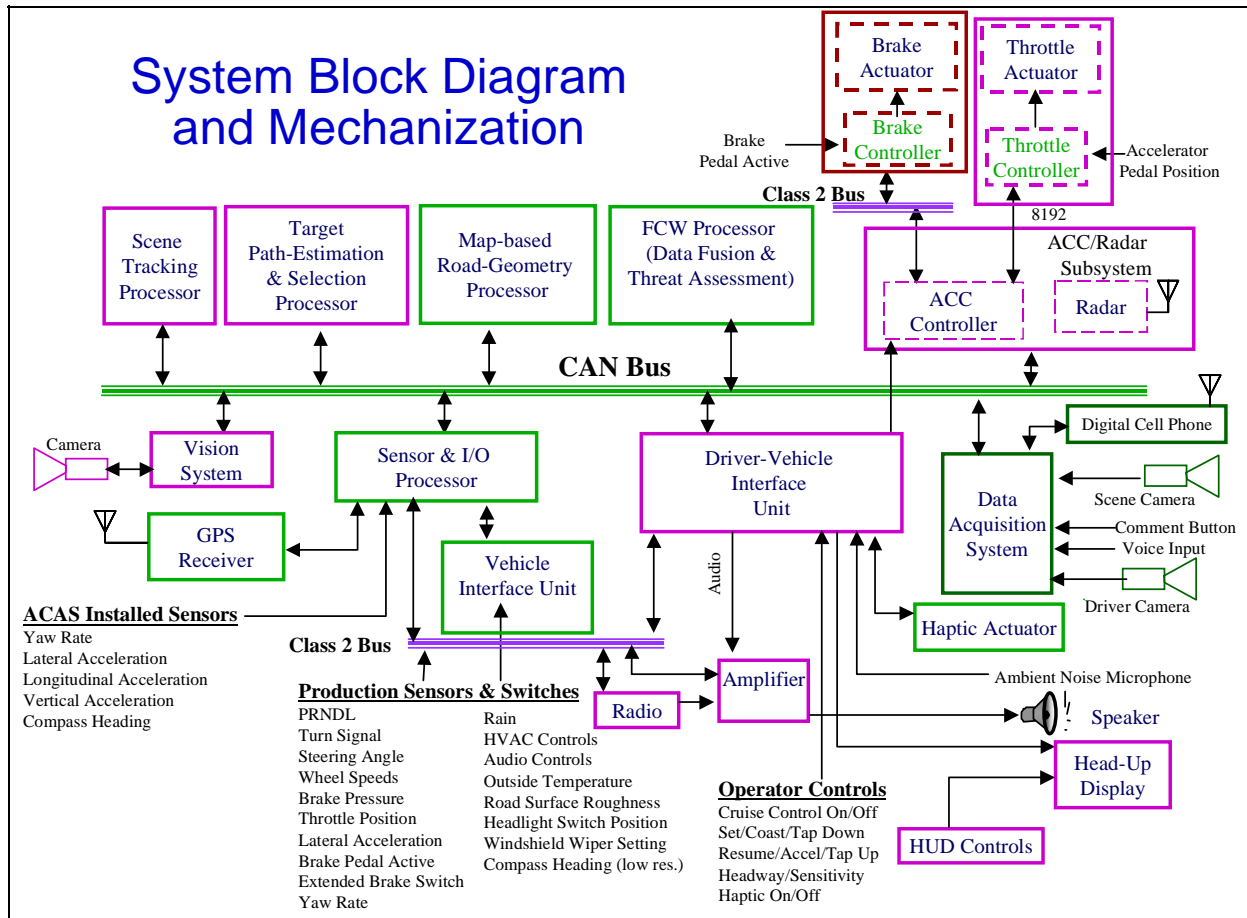 System Block Diagram
and Mechanization
Brake
Actuator
Throttle
Actuator
Brake
Controller
Throttle
Controller
Brake
Pedal Active
Accelerator
Pedal Position
Class 2 Bus
8192
Scene
Tracking
Processor
Target
Path-Estimation
& Selection
Processor
Map-based
Road-Geometry
Processor
FCW Processor
(Data Fusion &
Threat Assessment)
ACC/Radar
Subsystem
ACC
Controller
Radar
CAN Bus
Camera
Vision
System
Sensor & I/O
Processor
Driver-Vehicle
Interface
Unit
Digital Cell Phone
Data
Acquisition
System
Scene Camera
Comment Button
Voice Input
Driver Camera
GPS
Receiver
Vehicle
Interface Unit
Audio
Haptic Actuator
ACAS Installed Sensors
Yaw Rate
Lateral Acceleration
Longitudinal Acceleration
Vertical Acceleration
Compass Heading
Class 2 Bus
Production Sensors & Switches
PRNDL
Turn Signal
Steering Angle
Wheel Speeds
Brake Pressure
Throttle Position
Lateral Acceleration
Brake Pedal Active
Extended Brake Switch
Yaw Rate
Rain
HVAC Controls
Audio Controls
Outside Temperature
Road Surface Roughness
Headlight Switch Position
Windshield Wiper Setting
Compass Heading (low res.)
Radio
Amplifier
Ambient Noise Microphone
Speaker
Head-Up
Display
Operator Controls
Cruise Control On/Off
Set/Coast/Tap Down
Resume/Accel/Tap Up
Headway/Sensitivity
Haptic On/Off
HUD Controls